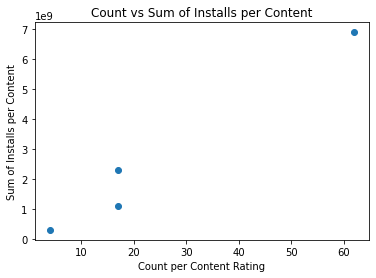 Count vs Sum of Installs per Content
1e9
7
6
5
4
3
2
1
0
Sum of Installs per Content
10 20 30 40 50 60
Count per Content Rating